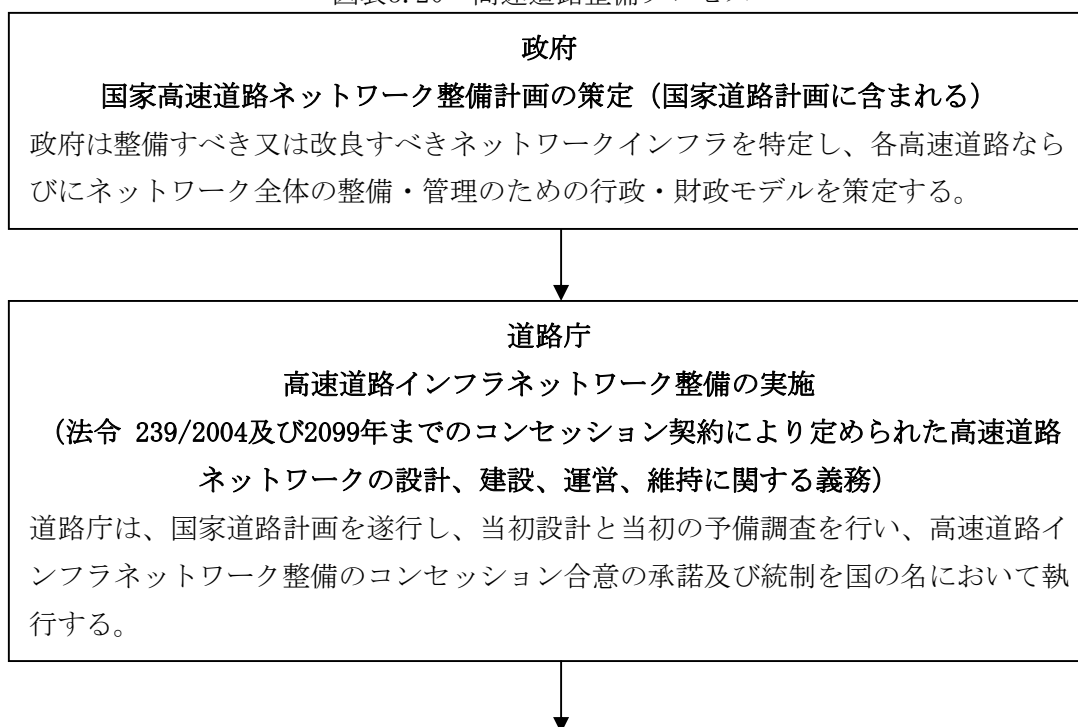 政府
国家高速道路ネットワーク整備計画の策定（国家道路計画に含まれる）
政府は整備すべき又は改良すべきネットワークインフラを特定し、各高速道路なら
びにネットワーク全体の整備・管理のための行政・財政モデルを策定する。
道路庁
高速道路インフラネットワーク整備の実施
（法令 239/2004及び2099年までのコンセッション契約により定められた高速道路
ネットワークの設計、建設、運営、維持に関する義務）
道路庁は、国家道路計画を遂行し、当初設計と当初の予備調査を行い、高速道路イ
ンフラネットワーク整備のコンセッション合意の承諾及び統制を国の名において執
行する。